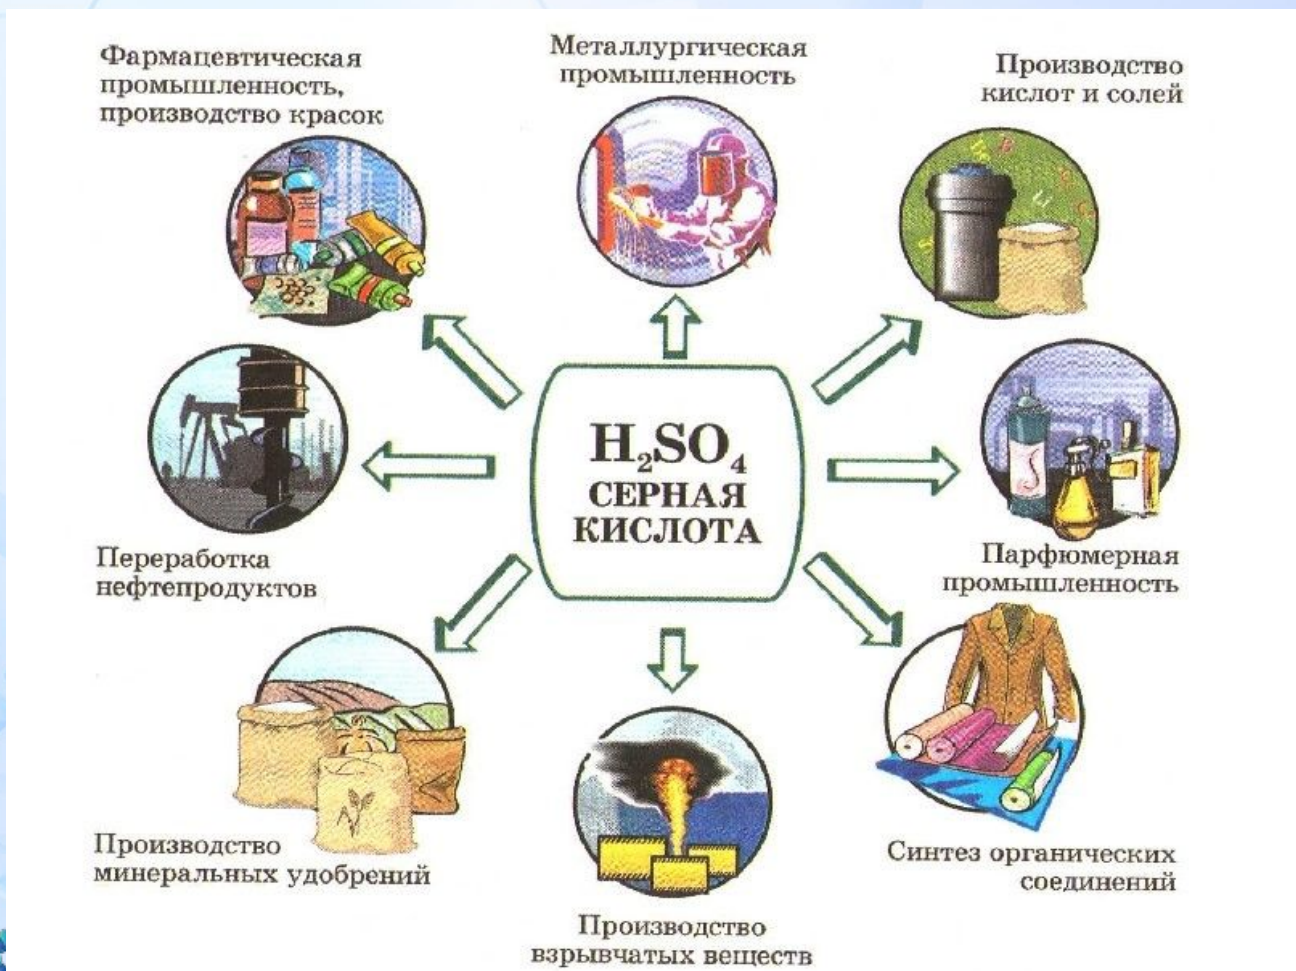 Фармацевтическая
промышленность,
производство красок
Металлургическая
промышленность
Производство
кислот и солей
H₂SO₄
СЕРНАЯ
КИСЛОТА
Переработка
нефтепродуктов
Парфюмерная
промышленность
Производство
минеральных удобрений
Производство
взрывчатых веществ
Синтез органических
соединений